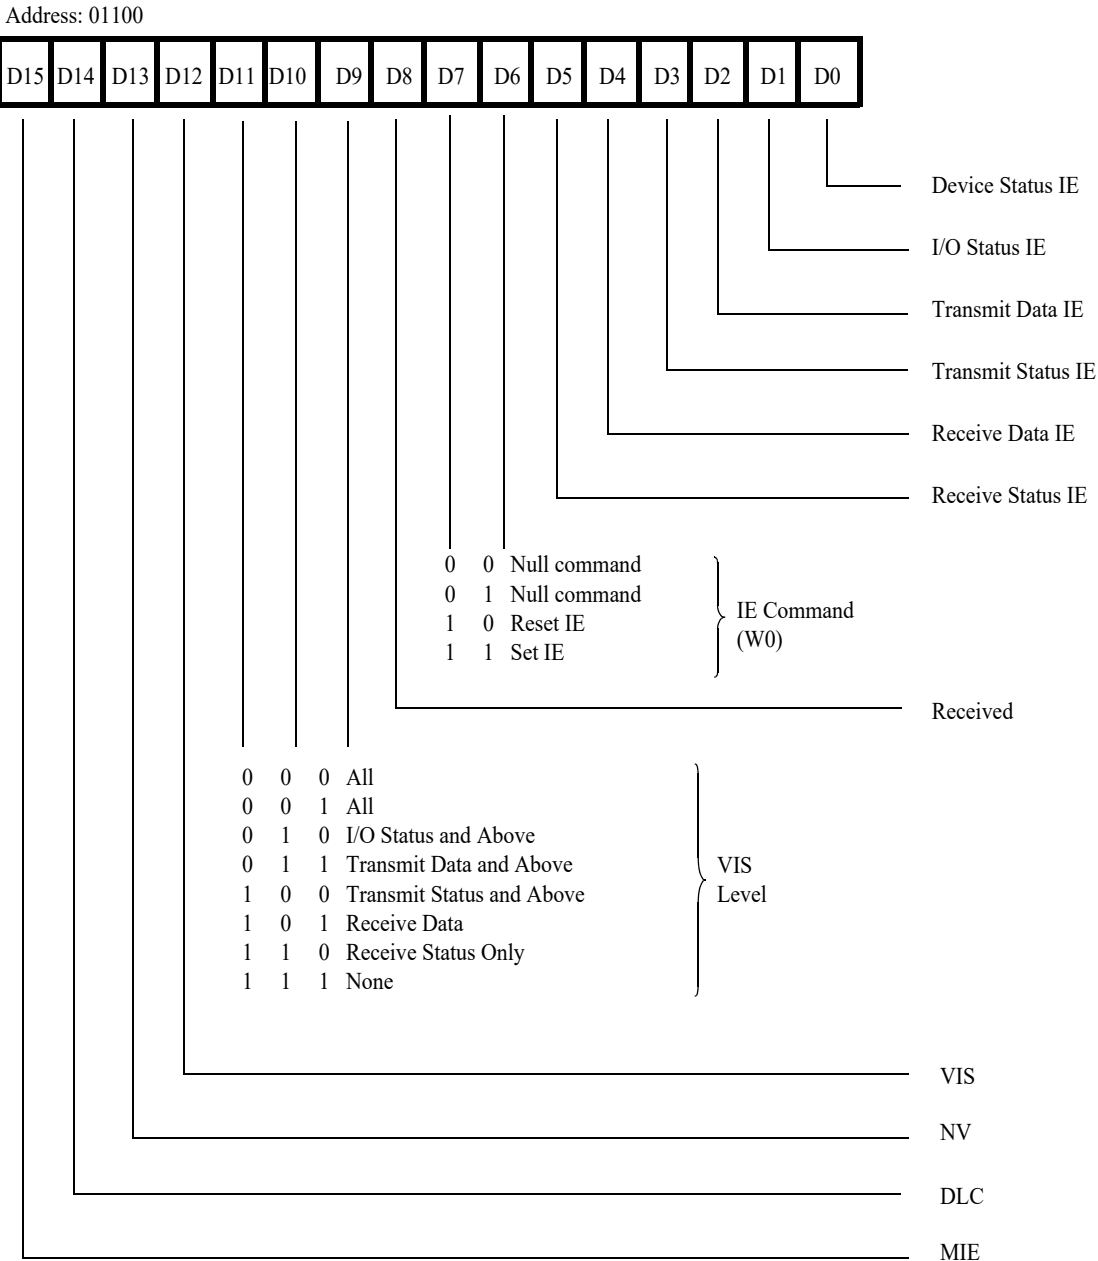 Address: 01100
D15 D14 D13 D12 D11 D10 D9 D8 D7 D6 D5 D4 D3 D2 D1 D0
Device Status IE
I/O Status IE
Transmit Data IE
Transmit Status IE
Receive Data IE
Receive Status IE
0 0 Null command
0 1 Null command
1 0 Reset IE
1 1 Set IE
IE Command
(W0)
Received
0 0 0 All
0 0 1 All
0 1 0 I/O Status and Above
0 1 1 Transmit Data and Above
1 0 0 Transmit Status and Above
1 0 1 Receive Data
1 1 0 Receive Status Only
1 1 1 None
VIS
Level
VIS
NV
DLC
MIE